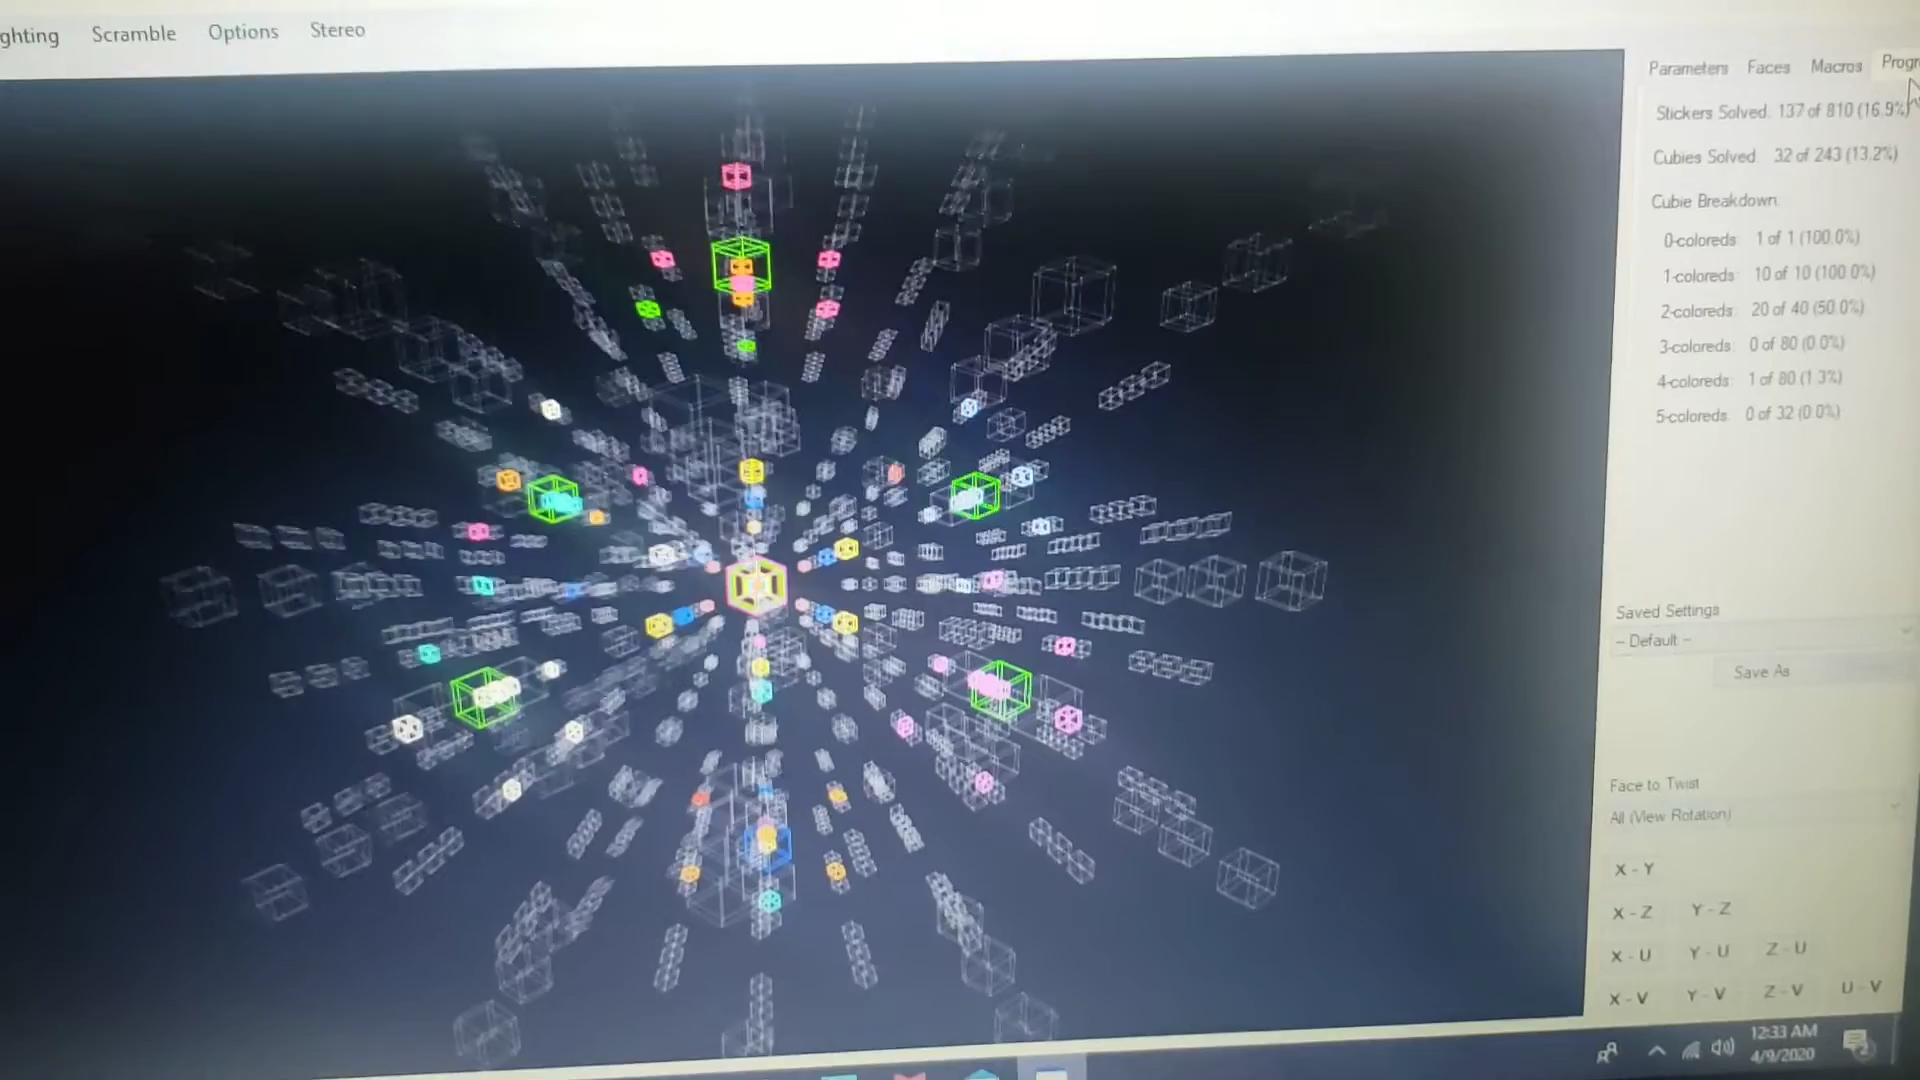 ghting Scramble Options Stereo
Parameters Faces Macros Progr
Stickers Solved: 137 of 810 (16.9%)
Cubies Solved: 32 of 243 (13.2%)
Cubie Breakdown:
0-coloreds: 1 of 1 (100.0%)
1-coloreds: 10 of 10 (100.0%)
2-coloreds: 20 of 40 (50.0%)
3-coloreds: 0 of 80 (0.0%)
4-coloreds: 1 of 80 (1.3%)
5-coloreds: 0 of 32 (0.0%)
Saved Settings
-- Default --
Save As
Face to Twist
All (View Rotation)
X - Y
X - Z Y - Z
X - U Y - U Z - U
X - V Y - V Z - V U - V
12:33 AM
4/9/2020
2